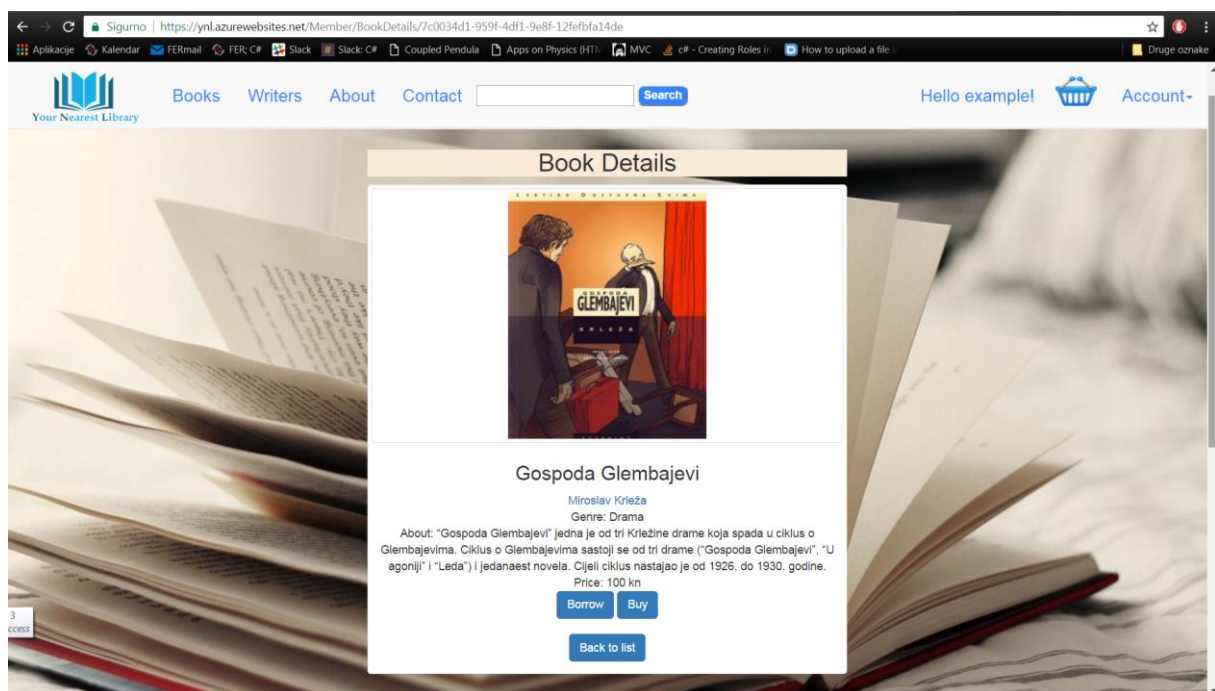 Sigurno | https://ynl.azurewebsites.net/Member/BookDetails/7c0034d1-959f-4df1-9e8f-12fefbfa14de
Aplikacije Kalendar FERmail FER; C# Slack Slack: C# Coupled Pendula Apps on Physics (HTM MVC c# - Creating Roles in How to upload a file Druge oznake
Your Nearest Library Books Writers About Contact Search Hello example! Account
Book Details
LEKTIRA DOSTUPNA SVIMA
GOSPODA
GLEMBAJEVI
KRLEŽA
Gospoda Glembajevi
Miroslav Krleža
Genre: Drama
About: “Gospoda Glembajevi” jedna je od tri Krležine drame koja spada u ciklus o
Glembajevima. Ciklus o Glembajevima sastoji se od tri drame (“Gospoda Glembajevi”, “U
agoniji” i “Leda”) i jedanaest novela. Cijeli ciklus nastajao je od 1926. do 1930. godine.
Price: 100 kn
Borrow Buy
3
ccess
Back to list